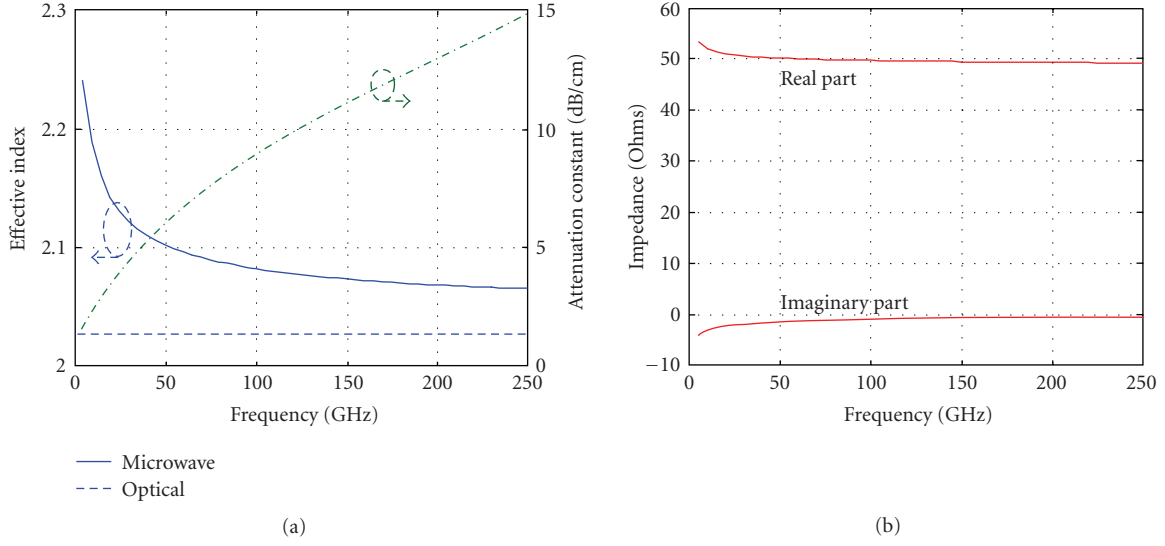 2.3
2.2
2.1
2
Effective index
15
10
5
0
Attenuation constant (dB/cm)
0
50
100
150
200
250
Frequency (GHz)
Microwave
Optical
(a)
60
50
40
30
20
10
0
−10
Impedance (Ohms)
Real part
Imaginary part
0
50
100
150
200
250
Frequency (GHz)
(b)